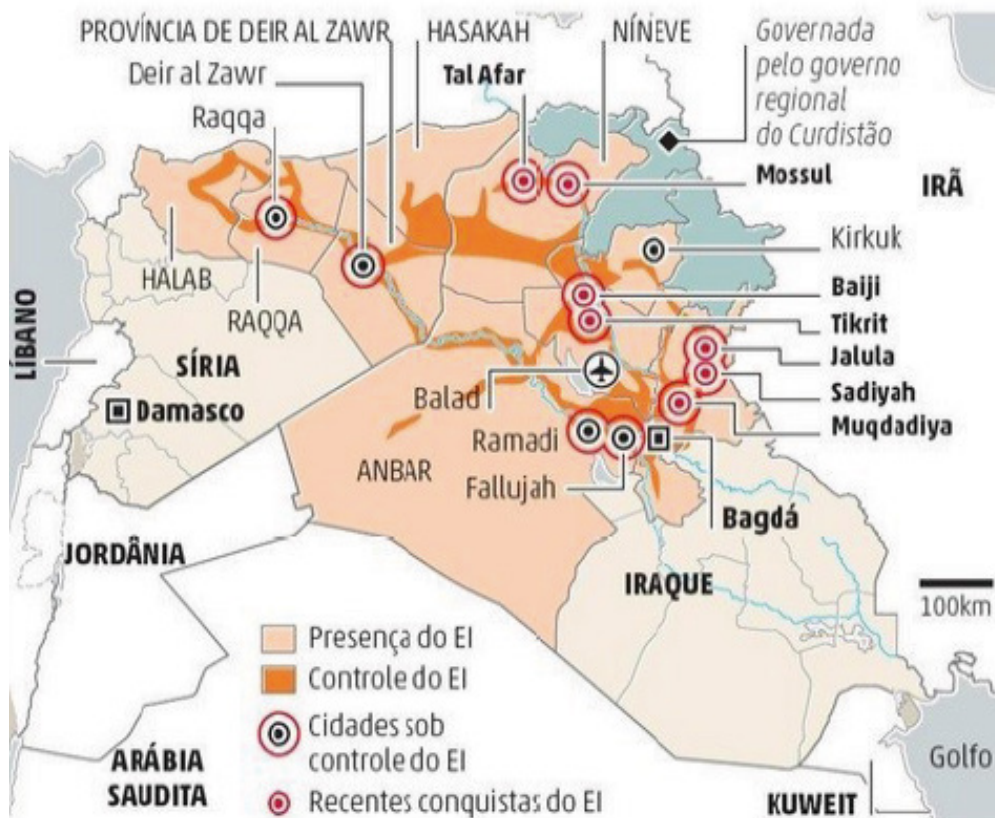 PROVÍNCIA DE DEIR AL ZAWR
HASAKAH
NÍNEVE
Governada
pelo governo
regional
do Curdistão
Deir al Zawr
Tal Afar
Raqqa
Mossul
IRÃ
Kirkuk
HALAB
RAQQA
Baiji
Tikrit
LÍBANO
SÍRIA
Jalula
Sadiyah
Damasco
Balad
Muqdadiya
Ramadi
ANBAR
Fallujah
Bagdá
JORDÂNIA
IRAQUE
100km
Presença do EI
Controle do EI
Cidades sob
controle do EI
ARÁBIA
SAUDITA
Golfo
Recentes conquistas do EI
KUWEIT